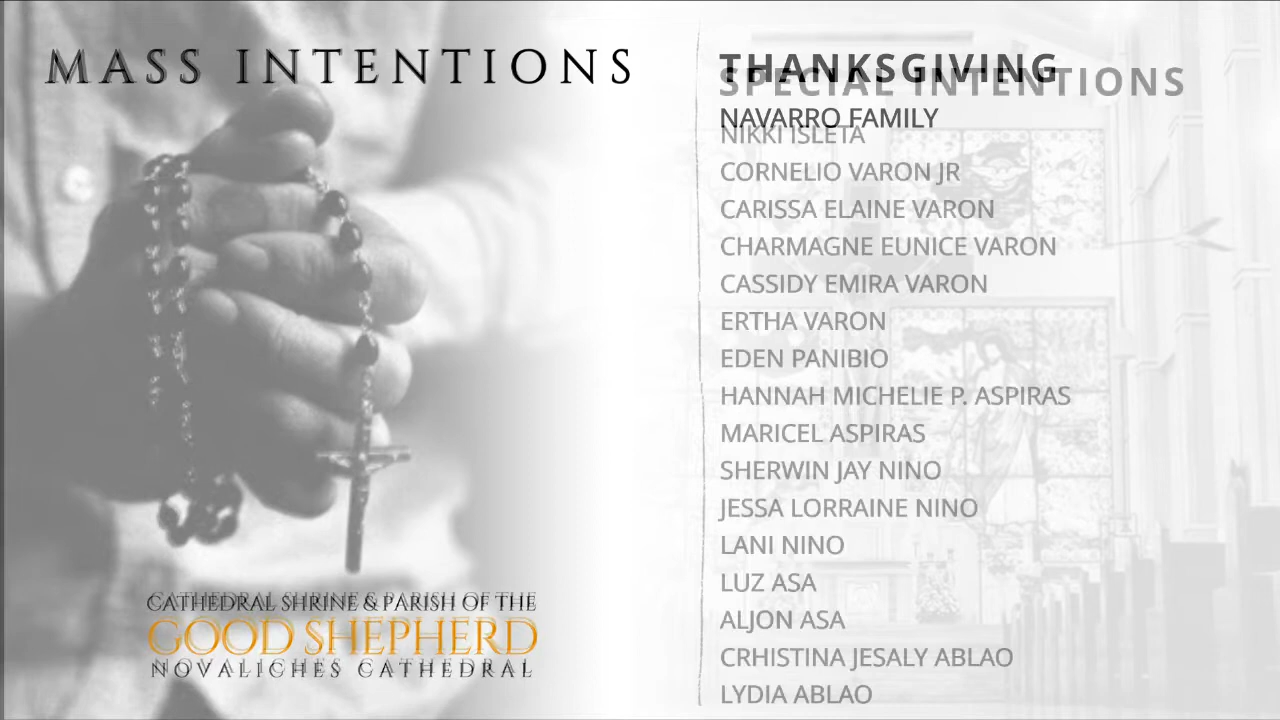 MASS INTENTIONS
THANKSGIVING
SPECIAL INTENTIONS
NAVARRO FAMILY
NIKKI ISLETA
CORNELIO VARON JR
CARISSA ELAINE VARON
CHARMAGNE EUNICE VARON
CASSIDY EMIRA VARON
ERTHA VARON
EDEN PANIBIO
HANNAH MICHELIE P. ASPIRAS
MARICEL ASPIRAS
SHERWIN JAY NINO
JESSA LORRAINE NINO
LANI NINO
LUZ ASA
ALJON ASA
CRHISTINA JESALY ABLAO
LYDIA ABLAO
CATHEDRAL SHRINE & PARISH OF THE
GOOD SHEPHERD
NOVALICHES CATHEDRAL